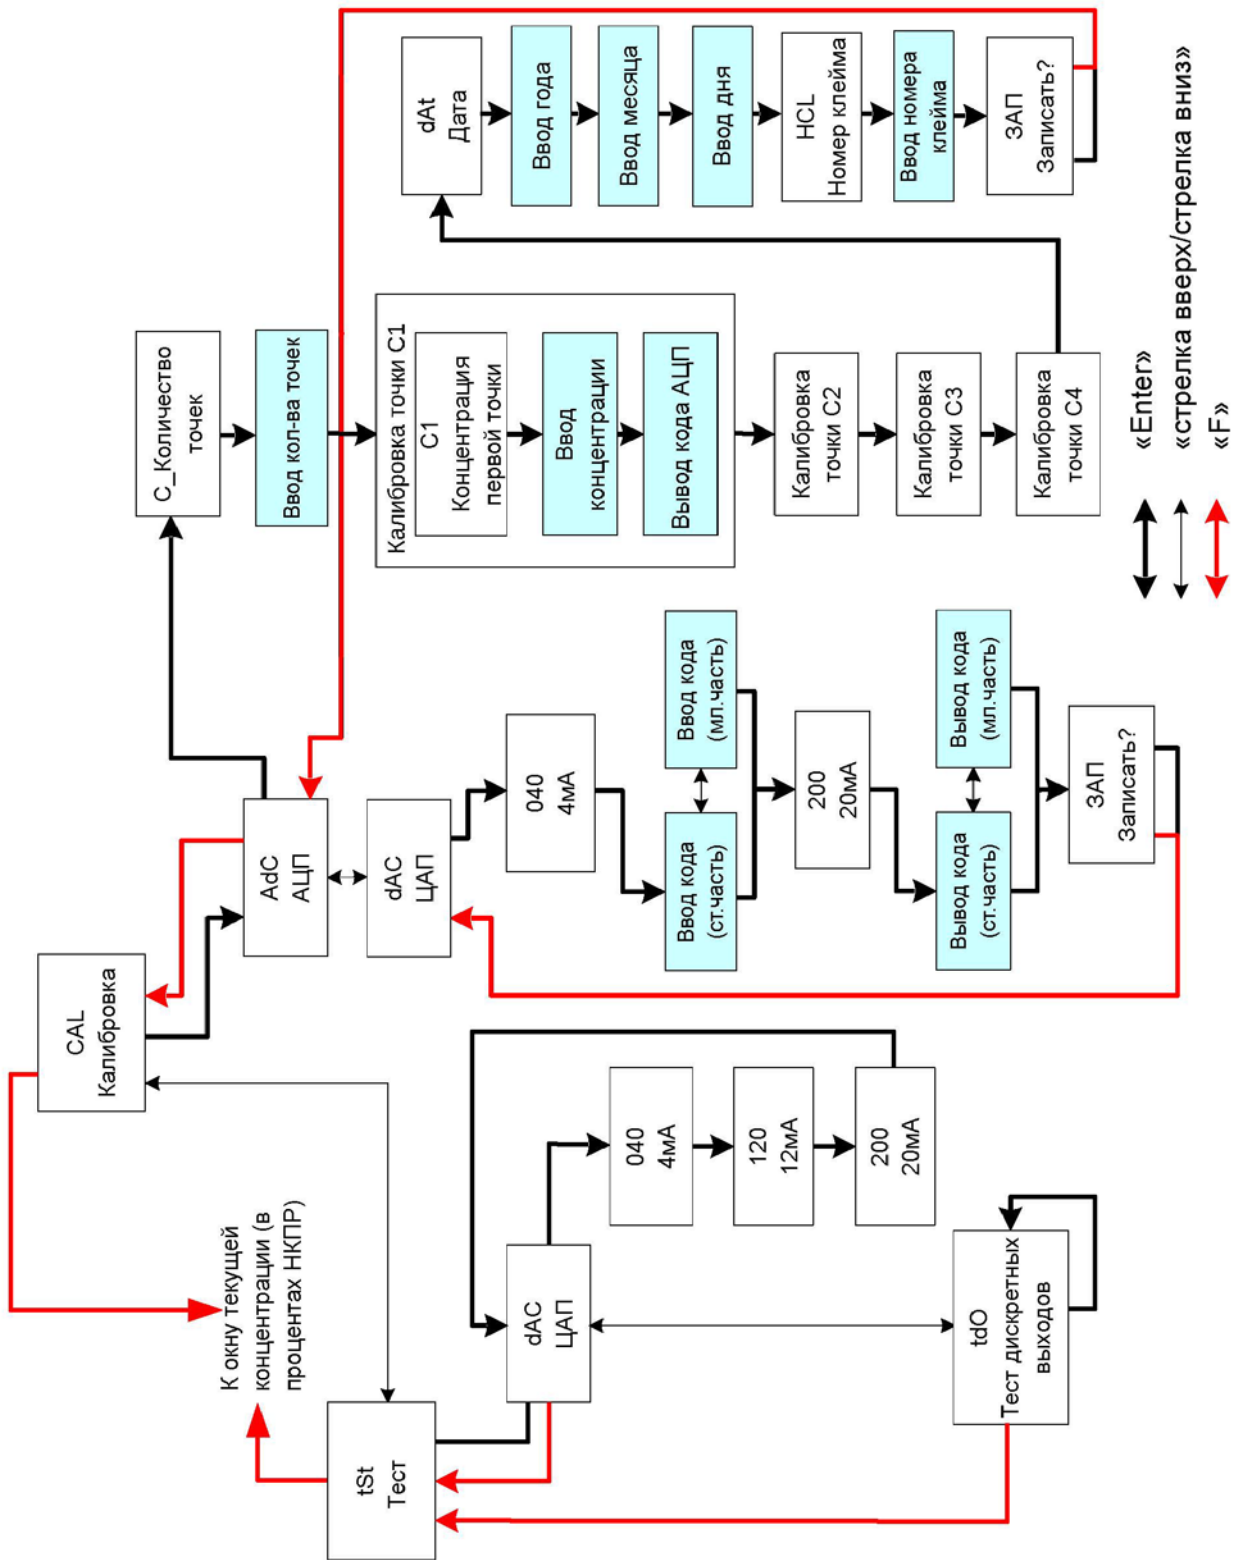 К окну текущей
концентрации (в
процентах НКПР)
tSt
Тест
dAC
ЦАП
040
4мА
120
12мА
200
20мА
tdO
Тест дискретных
выходов
CAL
Калибровка
AdC
АЦП
dAC
ЦАП
040
4мА
Ввод кода
(ст.часть)
Ввод кода
(мл.часть)
200
20мА
Вывод кода
(ст.часть)
Вывод кода
(мл.часть)
ЗАП
Записать?
С_Количество
точек
Ввод кол-ва точек
Калибровка точки С1
С1
Концентрация
первой точки
Ввод
концентрации
Вывод кода АЦП
Калибровка
точки С2
Калибровка
точки С3
Калибровка
точки С4
dAt
Дата
Ввод года
Ввод месяца
Ввод дня
HCL
Номер клейма
Ввод номера
клейма
ЗАП
Записать?
«Enter»
«стрелка вверх/стрелка вниз»
«F»